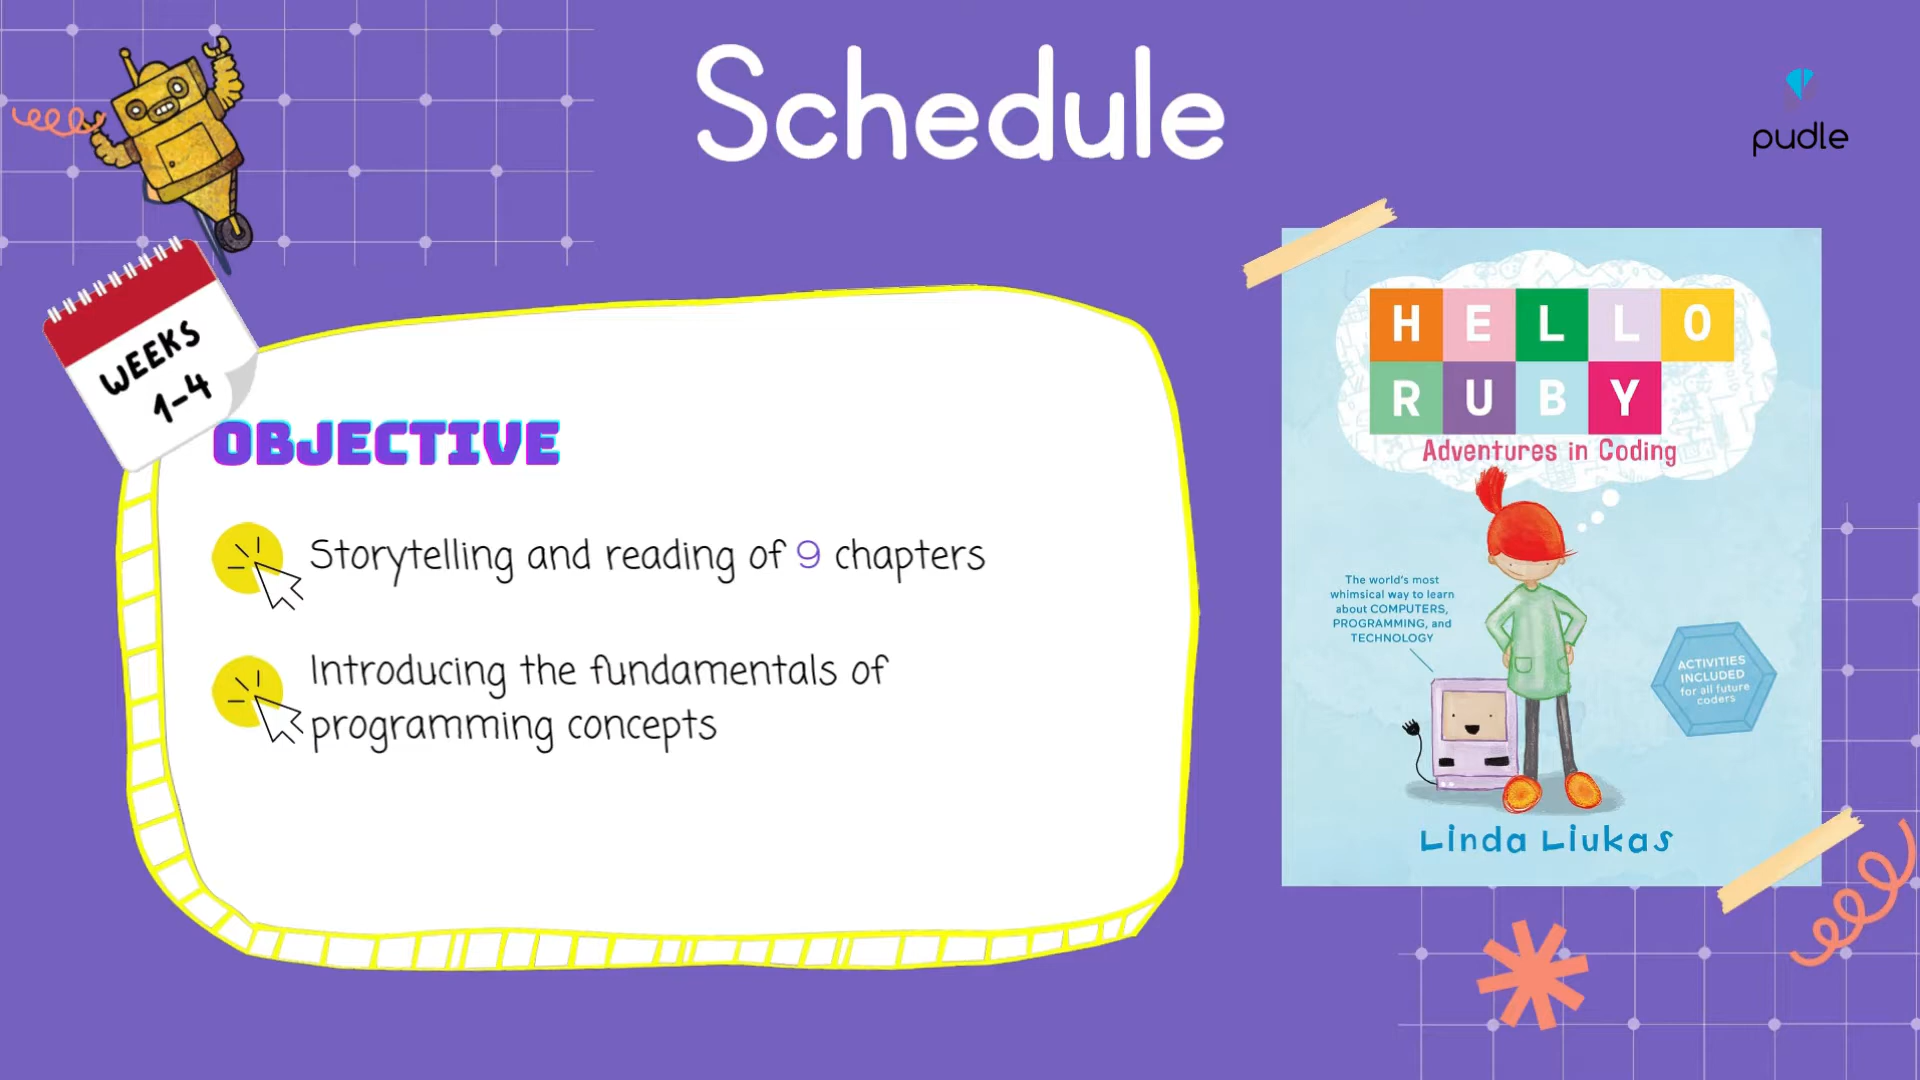 Schedule
pudle
WEEKS
1-4
OBJECTIVE
Storytelling and reading of 9 chapters
Introducing the fundamentals of
programming concepts
HELLO
RUBY
Adventures in Coding
The world's most
whimsical way to learn
about COMPUTERS,
PROGRAMMING, and
TECHNOLOGY
ACTIVITIES
INCLUDED
for all future
coders
Linda Liukas